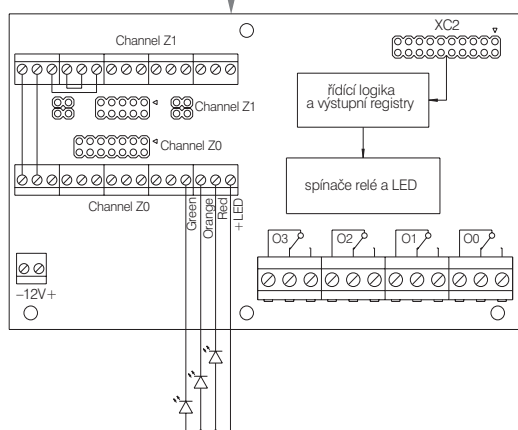 Channel Z1
XC2
Channel Z1
Channel Z0
řídící logika
a výstupní registry
spínače relé a LED
Channel Z0
Green
Orange
Red
+LED
O3
O2
O1
O0
–12V+